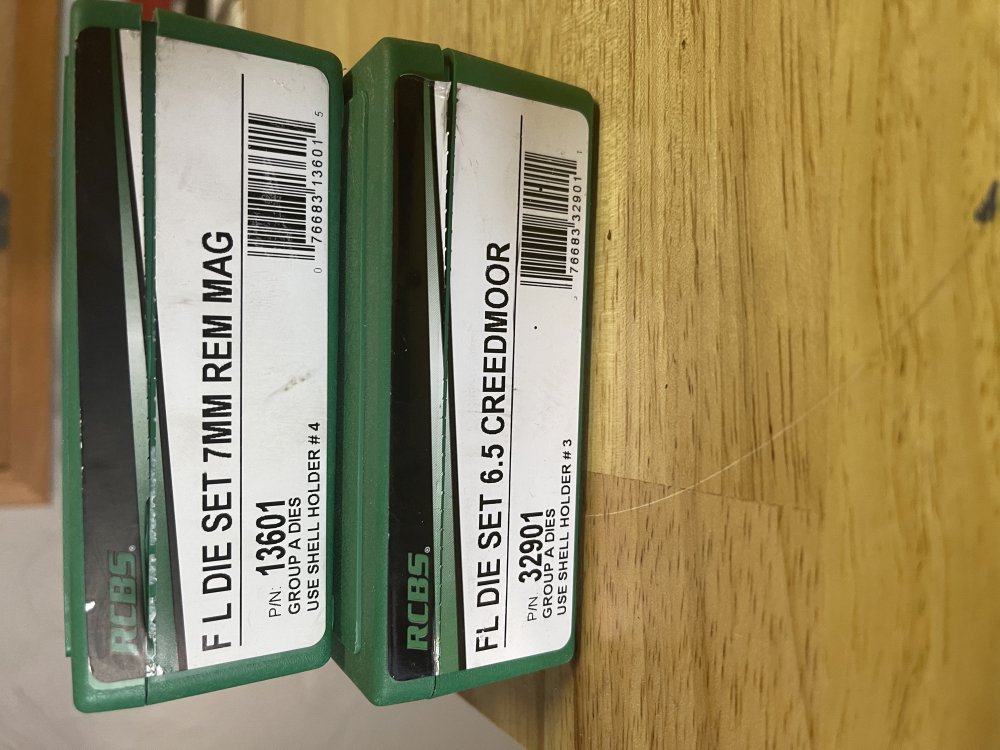 RCBS®
F L DIE SET 7MM REM MAG
P/N. 13601
GROUP A DIES
USE SHELL HOLDER #4
0 76683 13601 5
RCBS®
FL DIE SET 6.5 CREEDMOOR
P/N. 32901
GROUP A DIES
USE SHELL HOLDER # 3
76683 32901 1